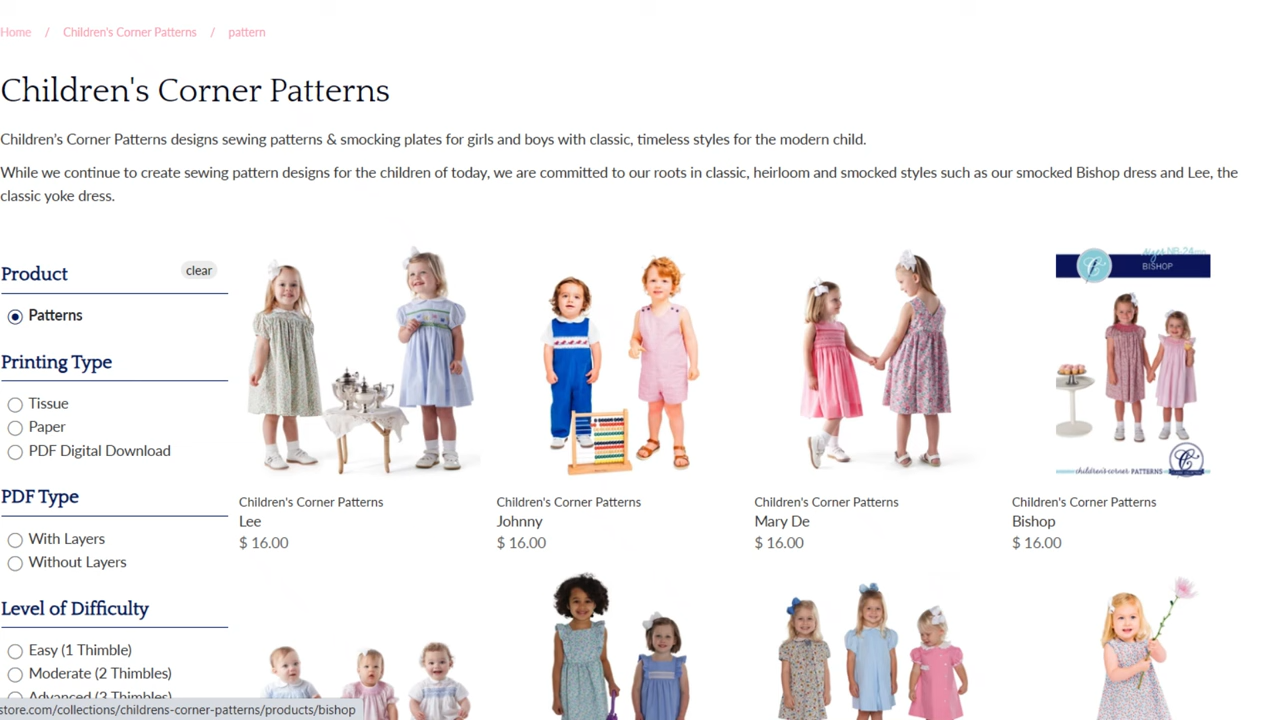 Home / Children's Corner Patterns / pattern
Children's Corner Patterns
Children's Corner Patterns designs sewing patterns & smocking plates for girls and boys with classic, timeless styles for the modern child.
While we continue to create sewing pattern designs for the children of today, we are committed to our roots in classic, heirloom and smocked styles such as our smocked Bishop dress and Lee, the
classic yoke dress.
Product
clear
Patterns
Printing Type
Tissue
Paper
PDF Digital Download
PDF Type
With Layers
Without Layers
Level of Difficulty
Easy (1 Thimble)
Moderate (2 Thimbles)
Advanced (3 Thimbles)
Children's Corner Patterns
Lee
$ 16.00
Children's Corner Patterns
Johnny
$ 16.00
Children's Corner Patterns
Mary De
$ 16.00
BISHOP
children's corner PATTERNS
Children's Corner Patterns
Bishop
$ 16.00
store.com/collections/childrens-corner-patterns/products/bishop